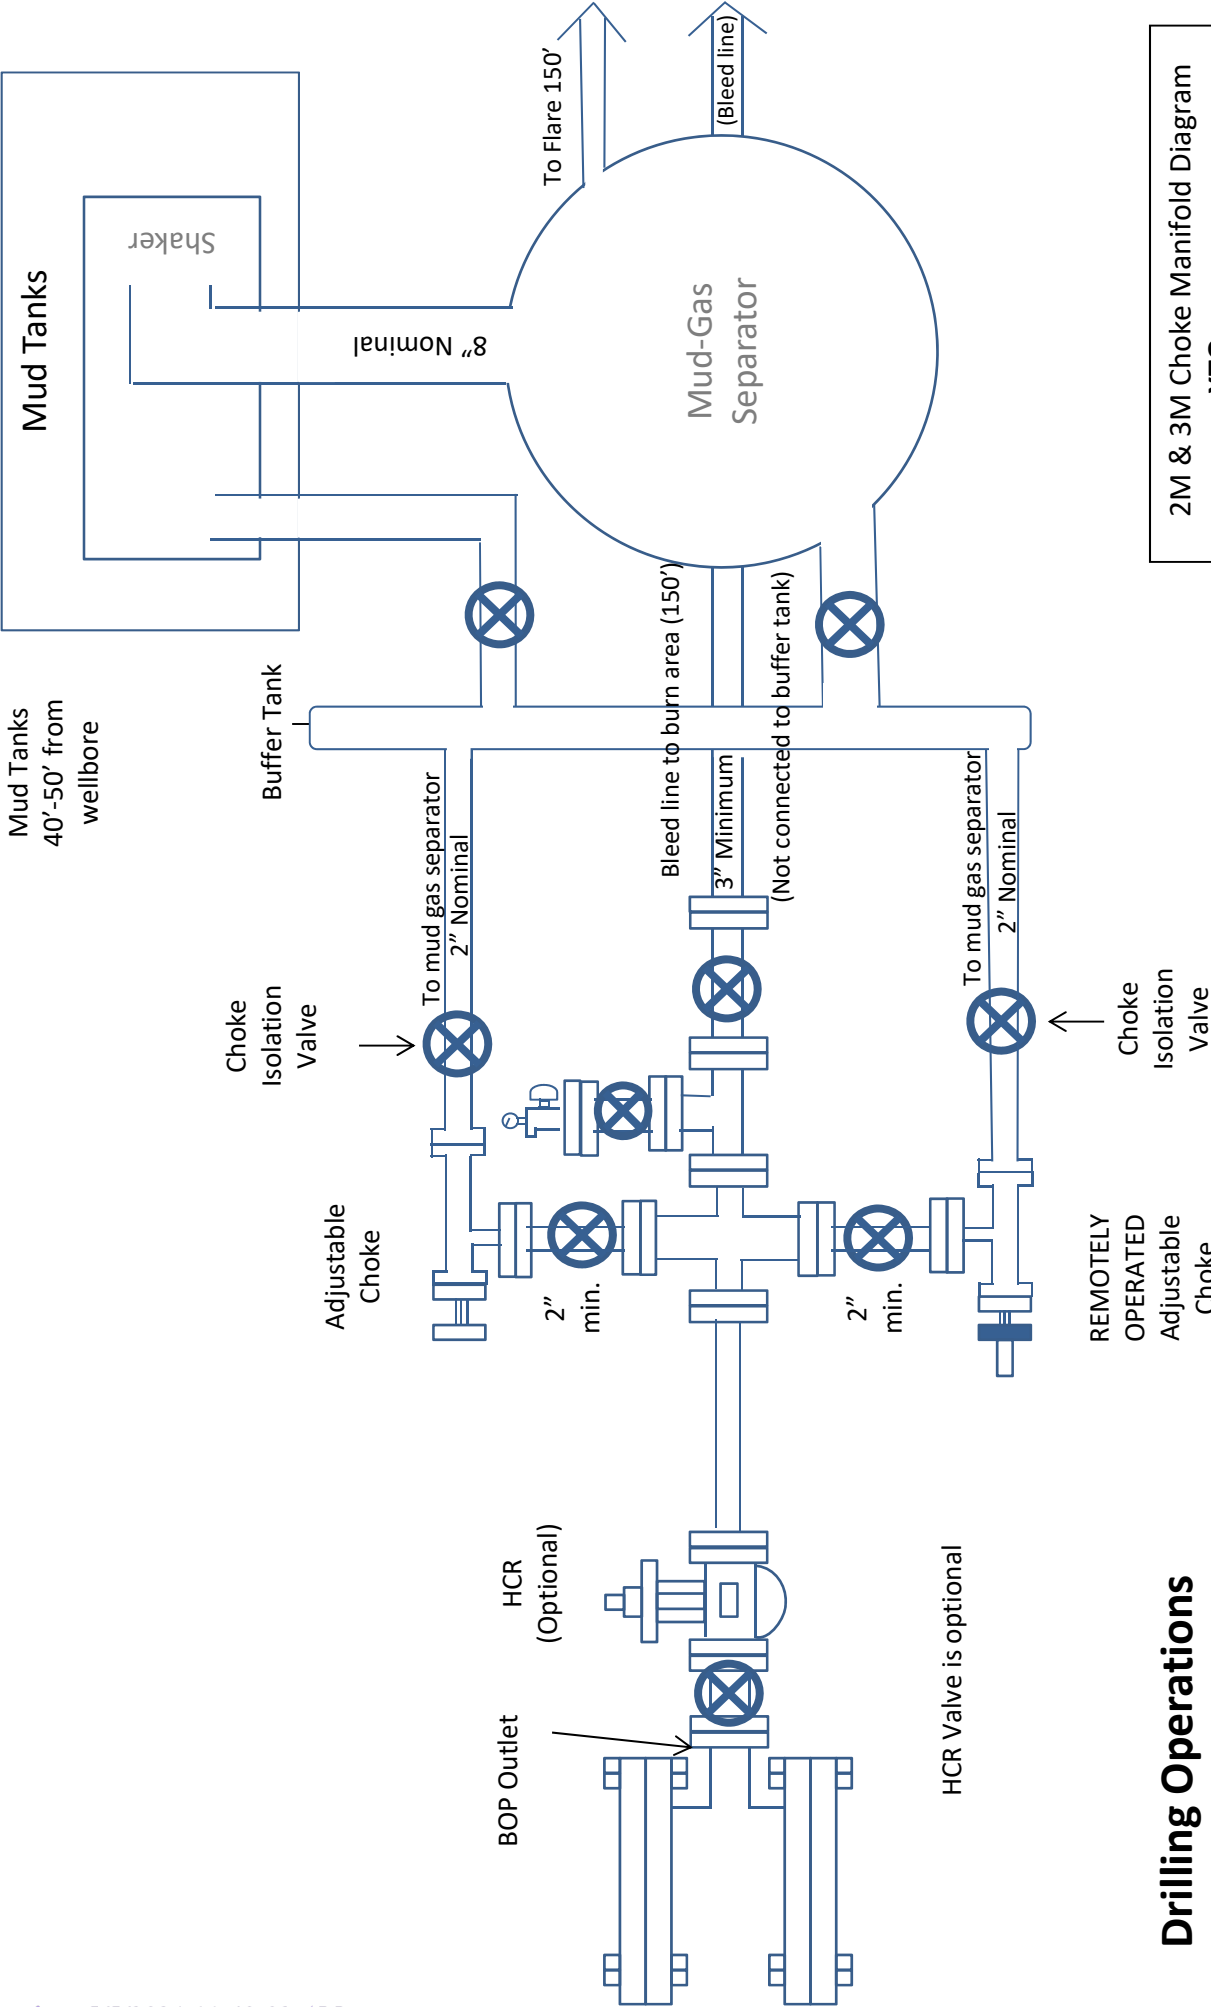 Mud Tanks
40’-50’ from
wellbore
Mud Tanks
Shaker
8” Nominal
To Flare 150’
(Bleed line)
Mud-Gas
Separator
Buffer Tank
Choke
Isolation
Valve
To mud gas separator
2” Nominal
Bleed line to burn area (150’)
3” Minimum
(Not connected to buffer tank)
To mud gas separator
2” Nominal
Choke
Isolation
Valve
Adjustable
Choke
2”
min.
2”
min.
REMOTELY
OPERATED
Adjustable
Choke
HCR
(Optional)
BOP Outlet
HCR Valve is optional
Drilling Operations
2M & 3M Choke Manifold Diagram